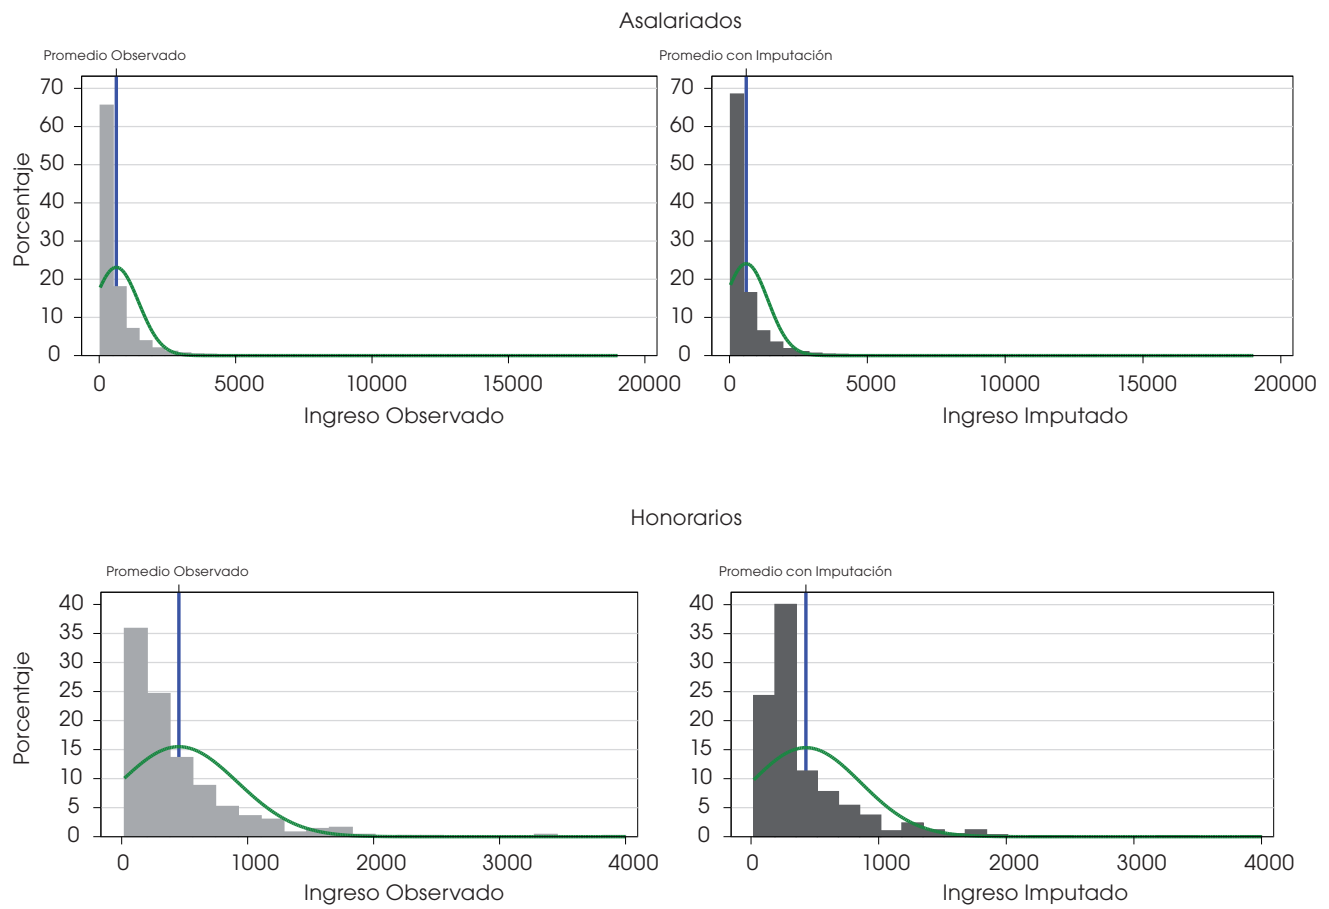 Asalariados
Promedio Observado
Promedio con Imputación
Porcentaje
70
60
50
40
30
20
10
0
0 5000 10000 15000 20000
Ingreso Observado
70
60
50
40
30
20
10
0
0 5000 10000 15000 20000
Ingreso Imputado
Honorarios
Promedio Observado
Promedio con Imputación
Porcentaje
40
35
30
25
20
15
10
5
0
0 1000 2000 3000 4000
Ingreso Observado
40
35
30
25
20
15
10
5
0
0 1000 2000 3000 4000
Ingreso Imputado